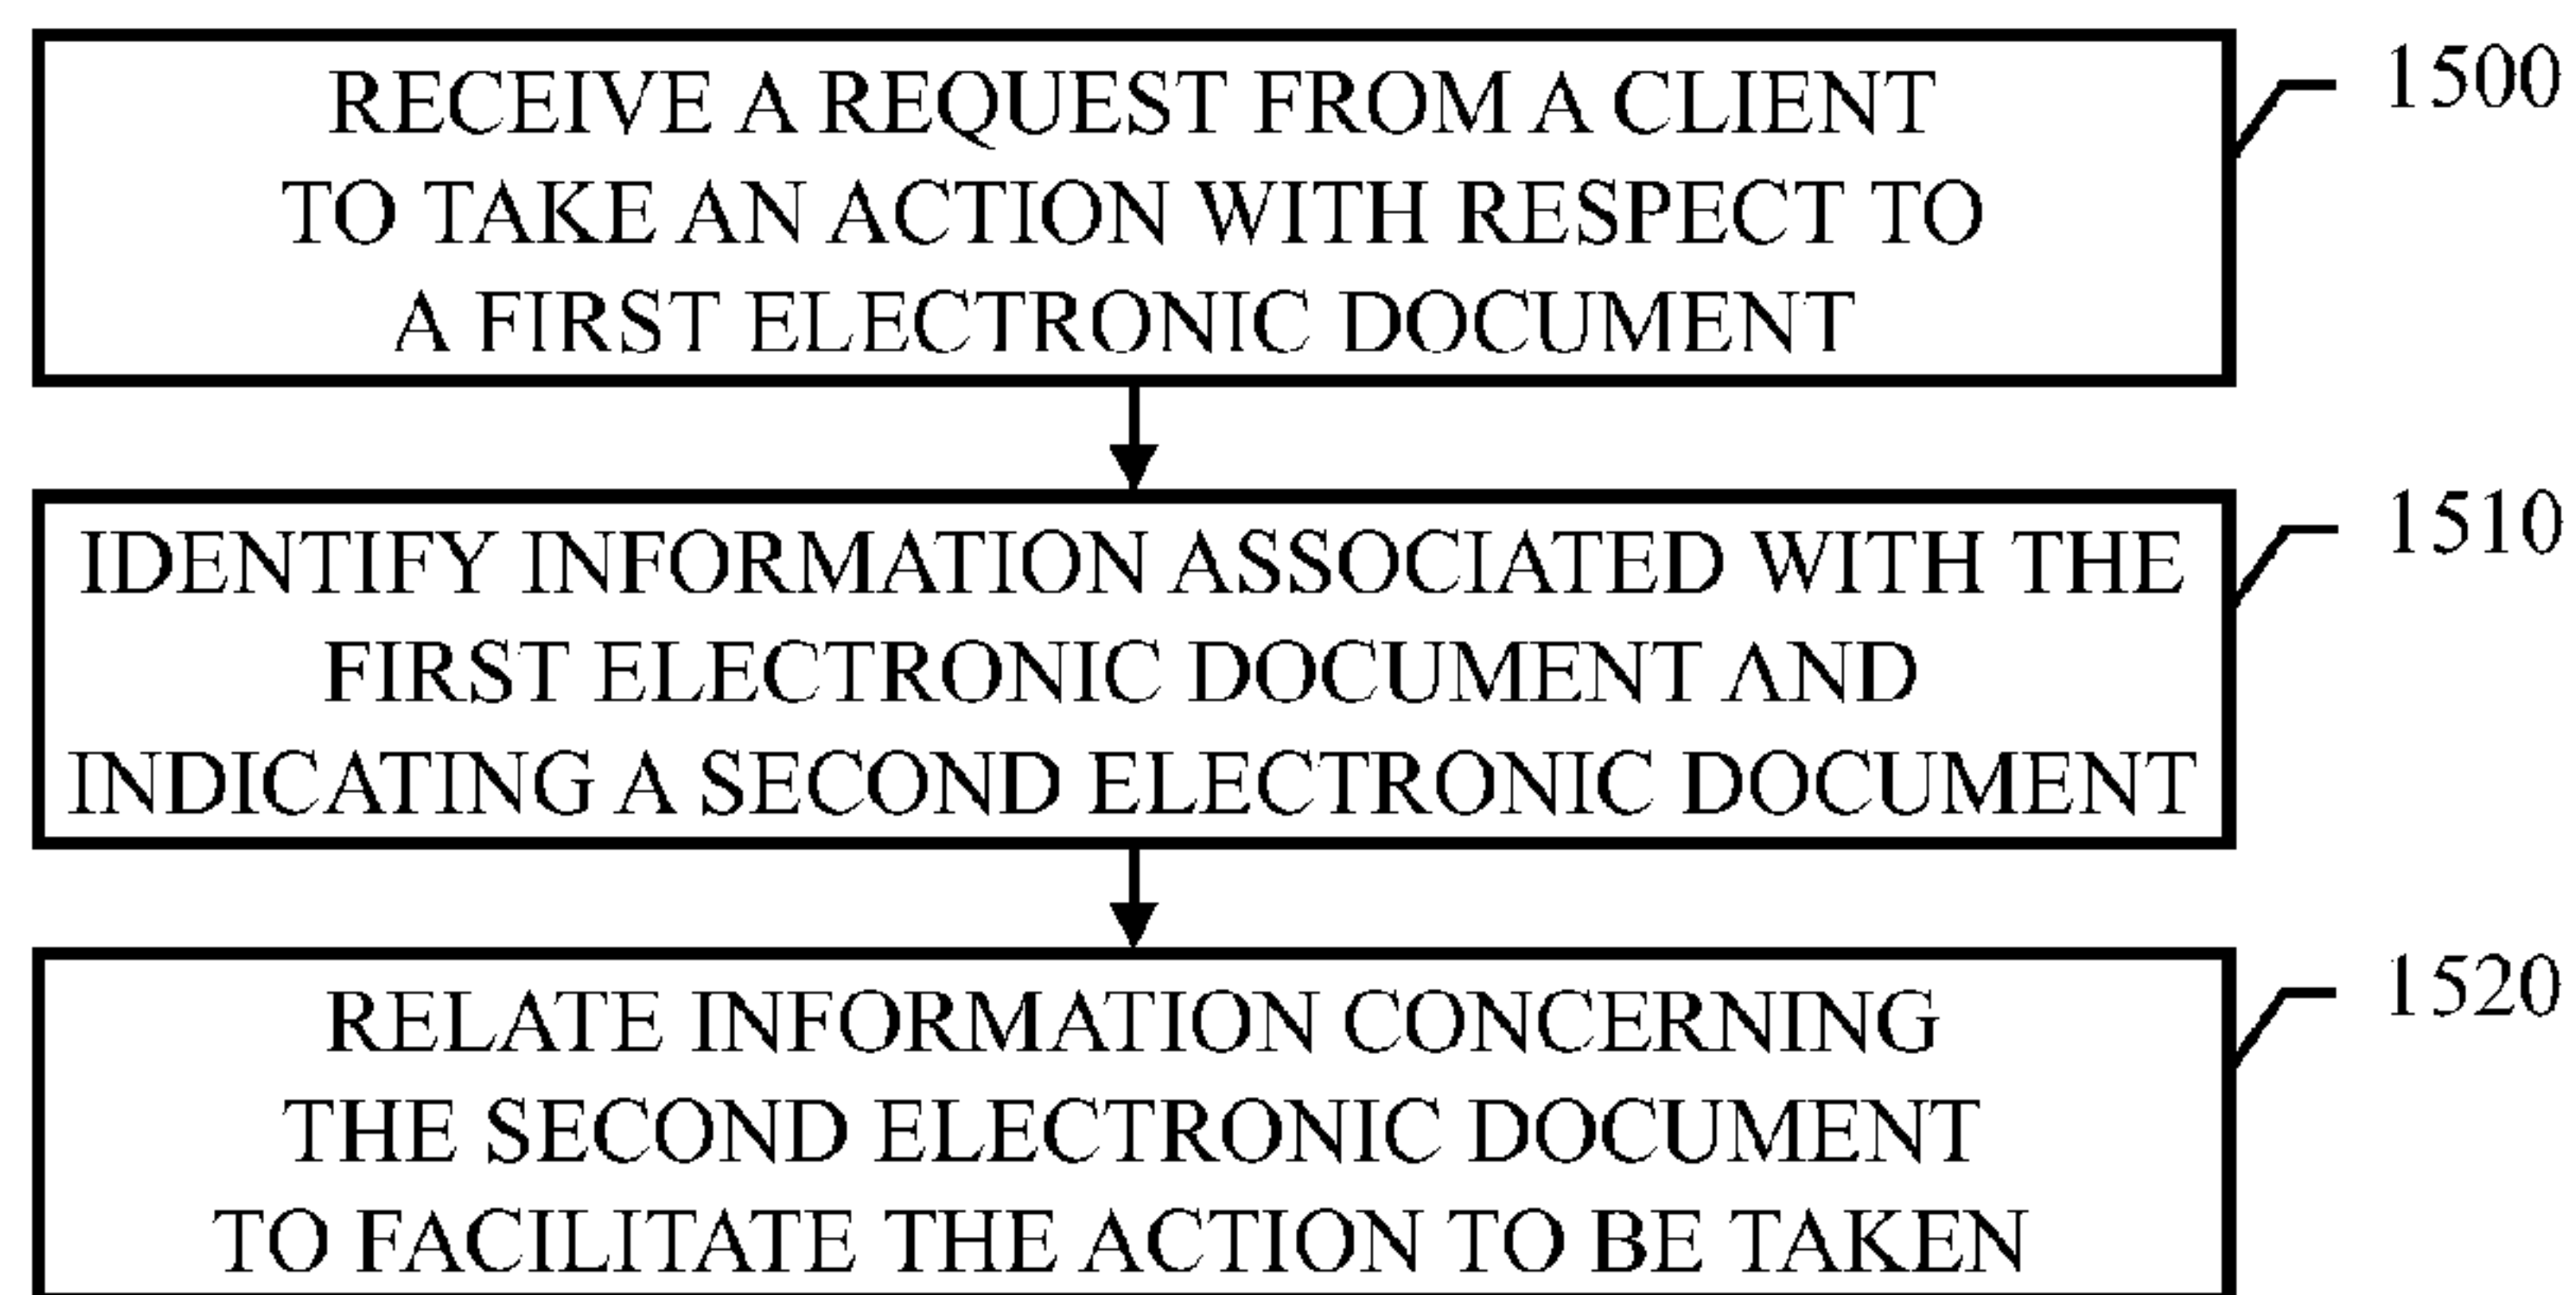 RECEIVE A REQUEST FROM A CLIENT
TO TAKE AN ACTION WITH RESPECT TO
A FIRST ELECTRONIC DOCUMENT
1500
IDENTIFY INFORMATION ASSOCIATED WITH THE
FIRST ELECTRONIC DOCUMENT AND
INDICATING A SECOND ELECTRONIC DOCUMENT
1510
RELATE INFORMATION CONCERNING
THE SECOND ELECTRONIC DOCUMENT
TO FACILITATE THE ACTION TO BE TAKEN
1520